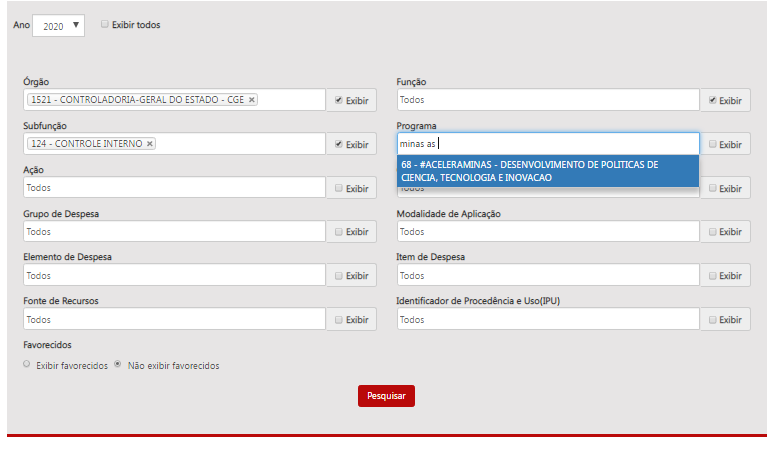 Ano 2020 Exibir todos
Órgão
1521 - CONTROLADORIA-GERAL DO ESTADO - CGE × Exibir
Função
Todos Exibir
Subfunção
124 - CONTROLE INTERNO × Exibir
Programa
minas as Exibir
68 - #ACELERAMINAS - DESENVOLVIMENTO DE POLITICAS DE
CIENCIA, TECNOLOGIA E INOVACAO
Ação
Todos Exibir
Todos Exibir
Grupo de Despesa
Todos Exibir
Modalidade de Aplicação
Todos Exibir
Elemento de Despesa
Todos Exibir
Item de Despesa
Todos Exibir
Fonte de Recursos
Todos Exibir
Identificador de Procedência e Uso(IPU)
Todos Exibir
Favorecidos
Exibir favorecidos Não exibir favorecidos
Pesquisar